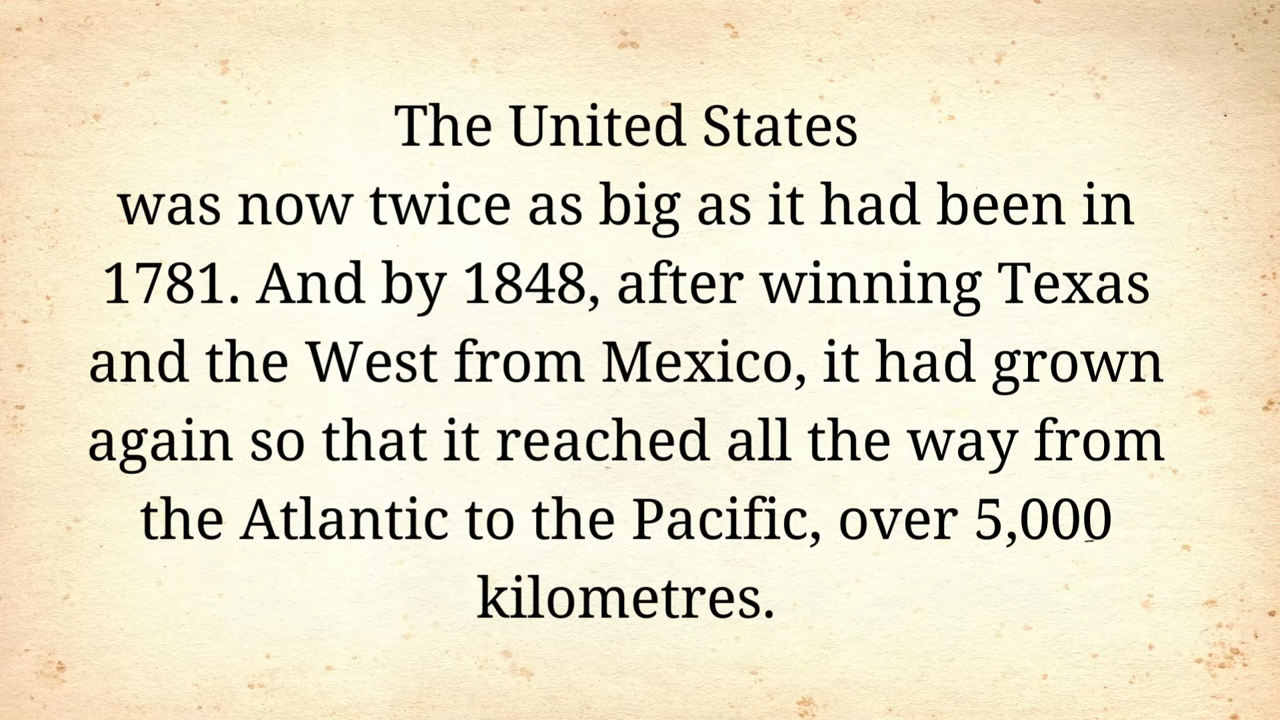 The United States
was now twice as big as it had been in
1781. And by 1848, after winning Texas
and the West from Mexico, it had grown
again so that it reached all the way from
the Atlantic to the Pacific, over 5,000
kilometres.